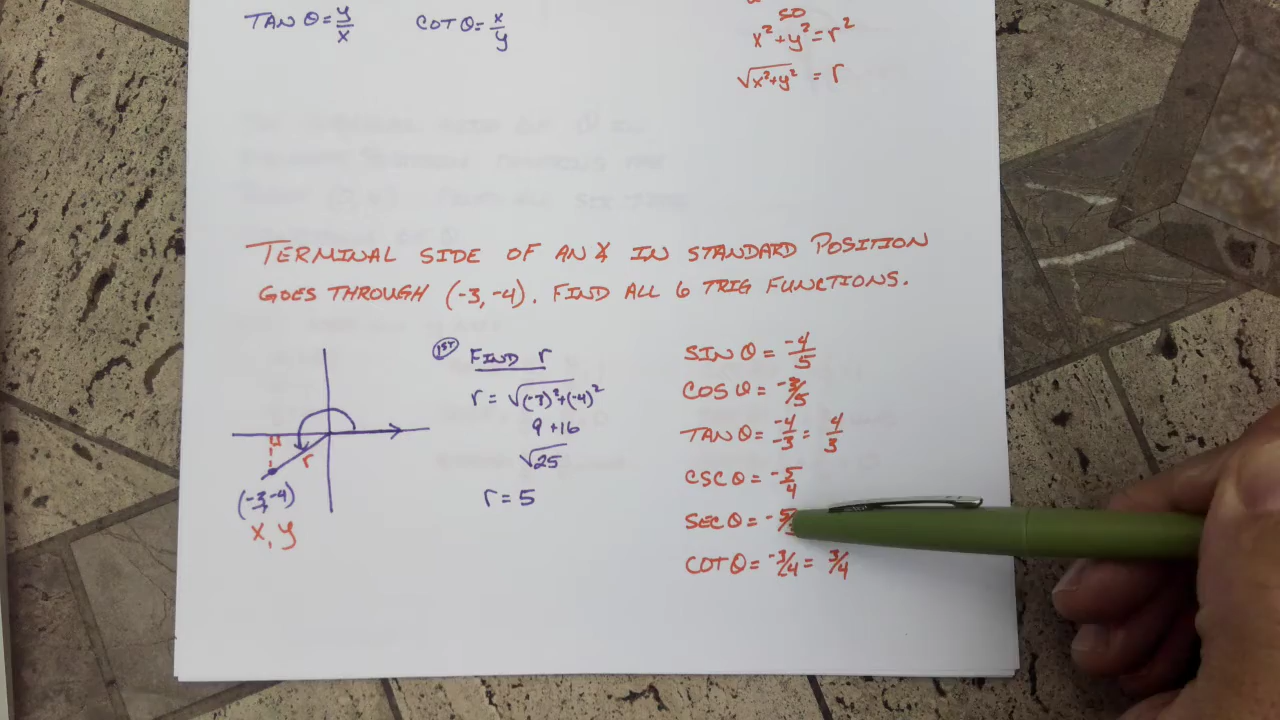 TAN θ = y/x COT θ = x/y
SO
x² + y² = r²
√x²+y² = r
TERMINAL SIDE OF AN ∡ IN STANDARD POSITION
GOES THROUGH (-3, -4). FIND ALL 6 TRIG FUNCTIONS.
1ST FIND r
r = √(-3)²+(-4)²
9 + 16
√25
r = 5
r
(-3,-4)
x, y
SIN θ = -4/5
COS θ = -3/5
TAN θ = -4/-3 = 4/3
CSC θ = -5/4
SEC θ = -5/
COT θ = -3/-4 = 3/4